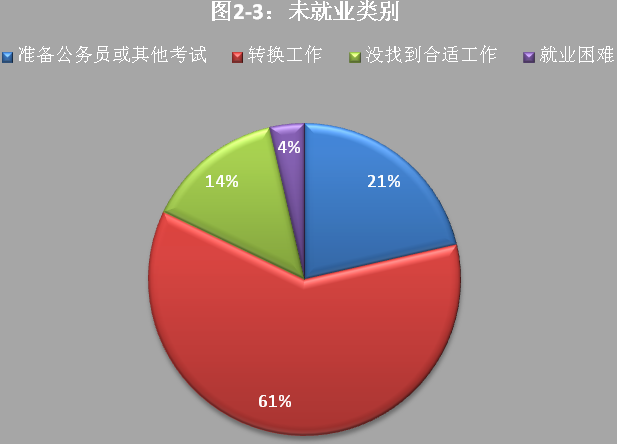 图2-3：未就业类别
准备公务员或其他考试 转换工作 没找到合适工作 就业困难
4%
14% 21%
61%